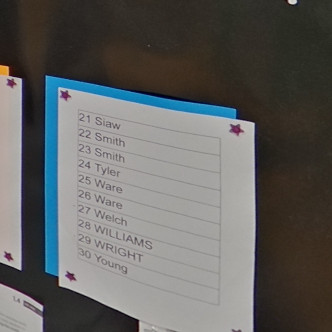 21 Siaw
22 Smith
23 Smith
24 Tyler
25 Ware
26 Ware
27 Welch
28 WILLIAMS
29 WRIGHT
30 Young